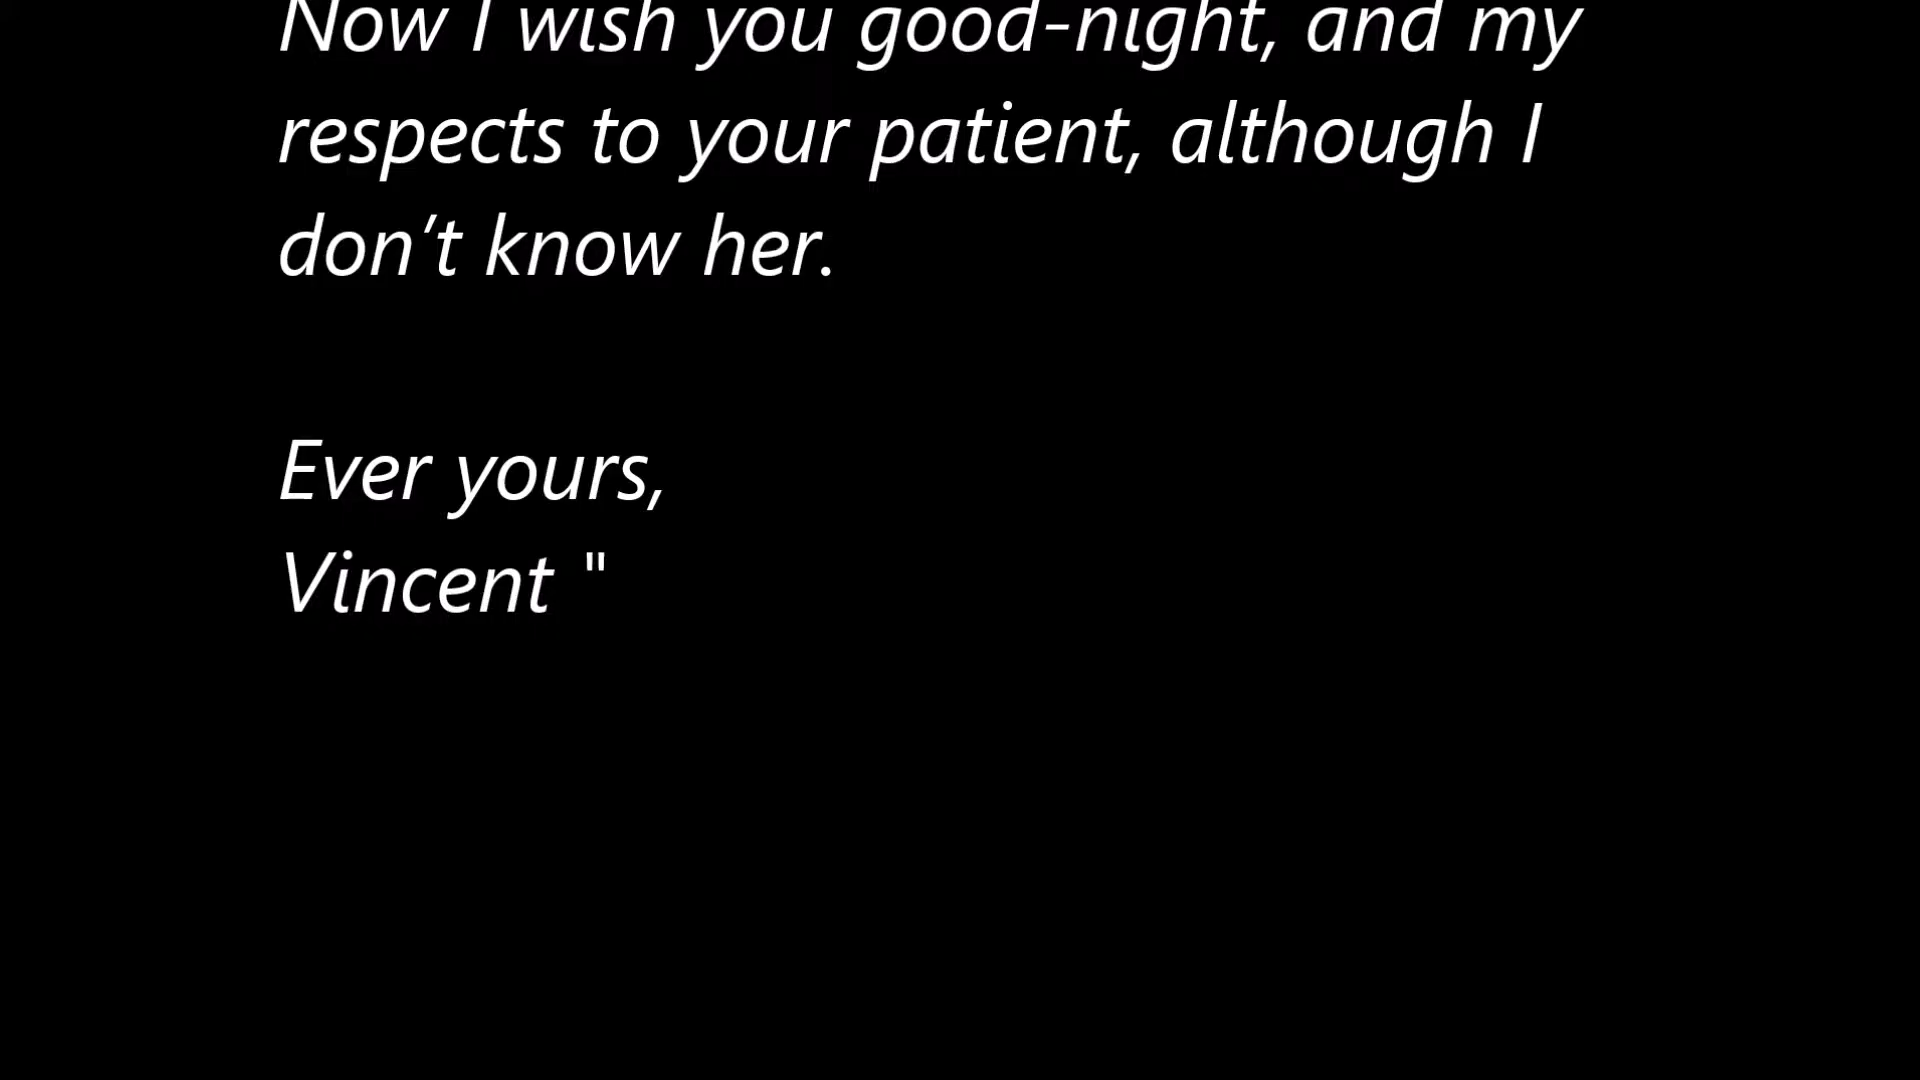 Now I wish you good-night, and my
respects to your patient, although I
don’t know her.
Ever yours,
Vincent "